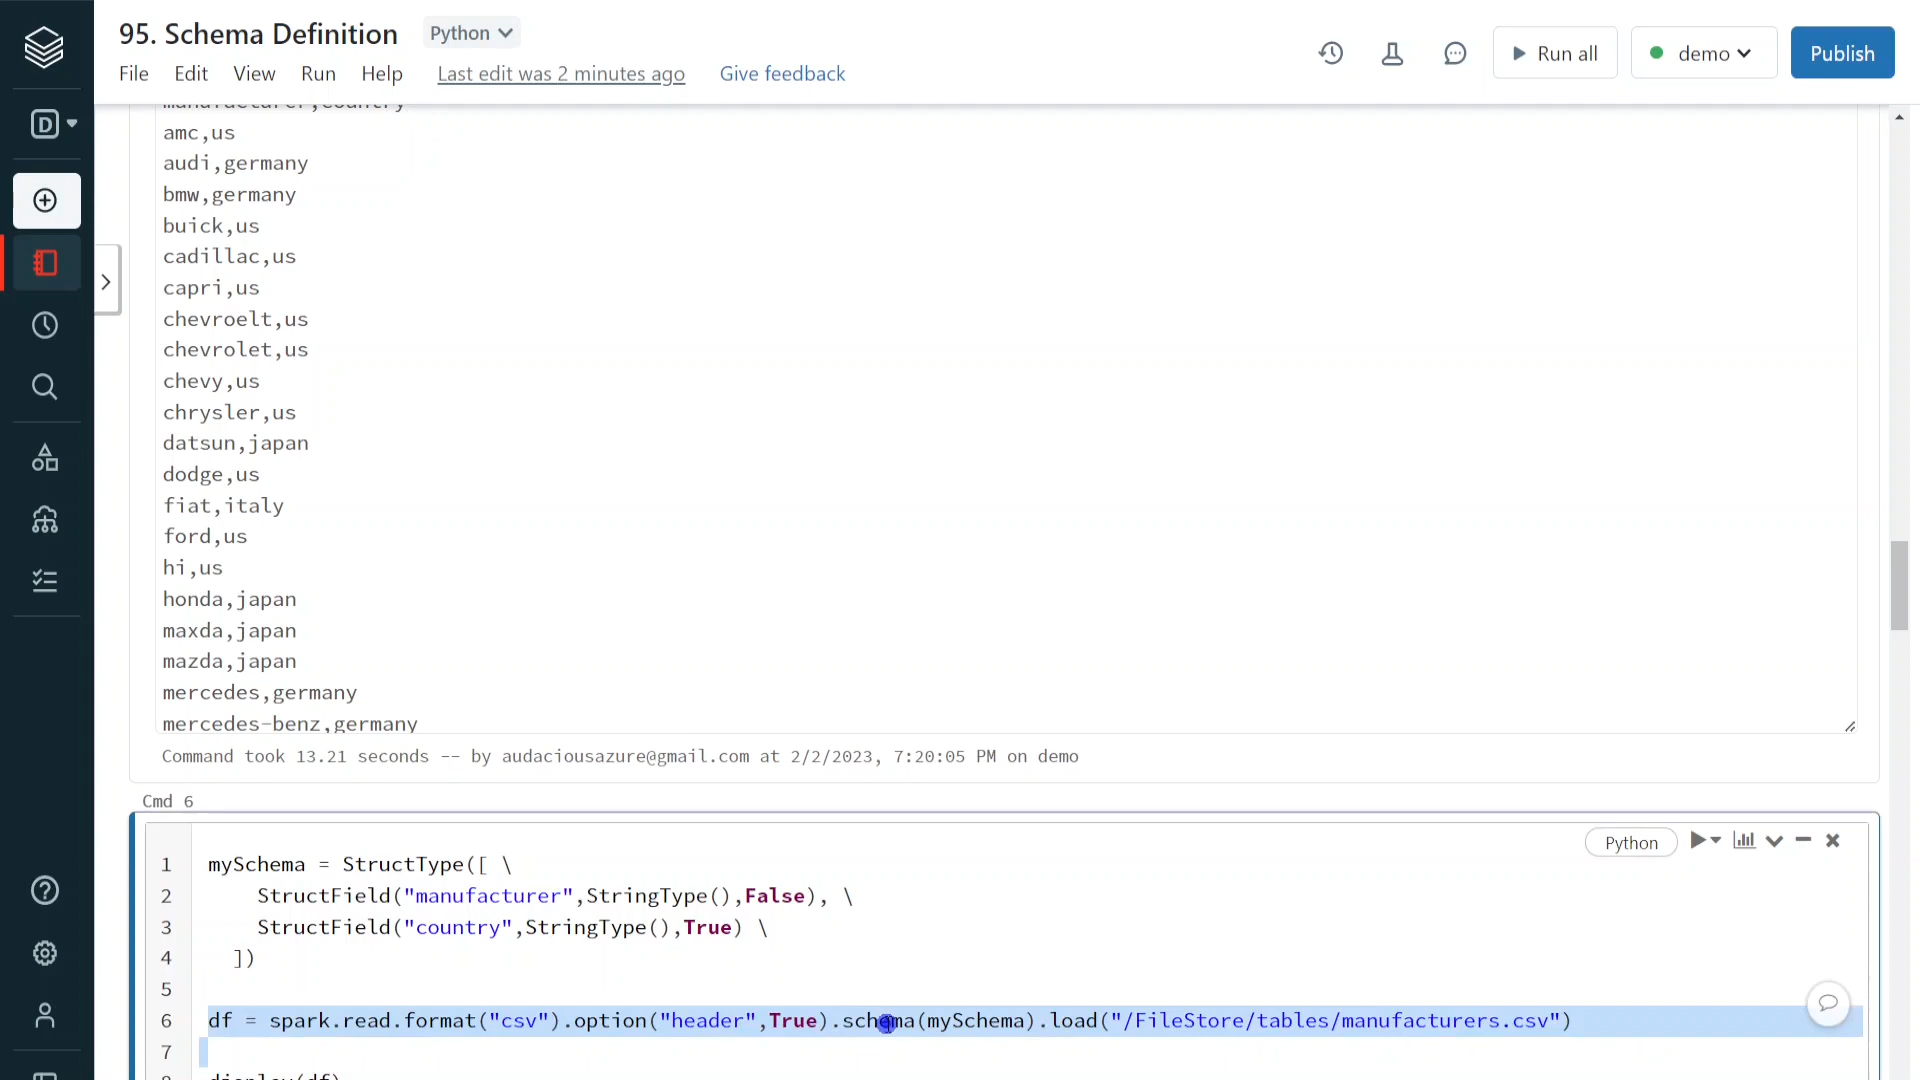 95. Schema Definition Python
File Edit View Run Help Last edit was 2 minutes ago Give feedback
Run all
demo
Publish
D
manufacturer,country
amc,us
audi,germany
bmw,germany
buick,us
cadillac,us
capri,us
chevroelt,us
chevrolet,us
chevy,us
chrysler,us
datsun,japan
dodge,us
fiat,italy
ford,us
hi,us
honda,japan
maxda,japan
mazda,japan
mercedes,germany
mercedes-benz,germany
Command took 13.21 seconds -- by audaciousazure@gmail.com at 2/2/2023, 7:20:05 PM on demo
Cmd 6
Python
1 mySchema = StructType([ \
2 StructField("manufacturer",StringType(),False), \
3 StructField("country",StringType(),True) \
4 ])
5
6 df = spark.read.format("csv").option("header",True).schema(mySchema).load("/FileStore/tables/manufacturers.csv")
7
8 display(df)